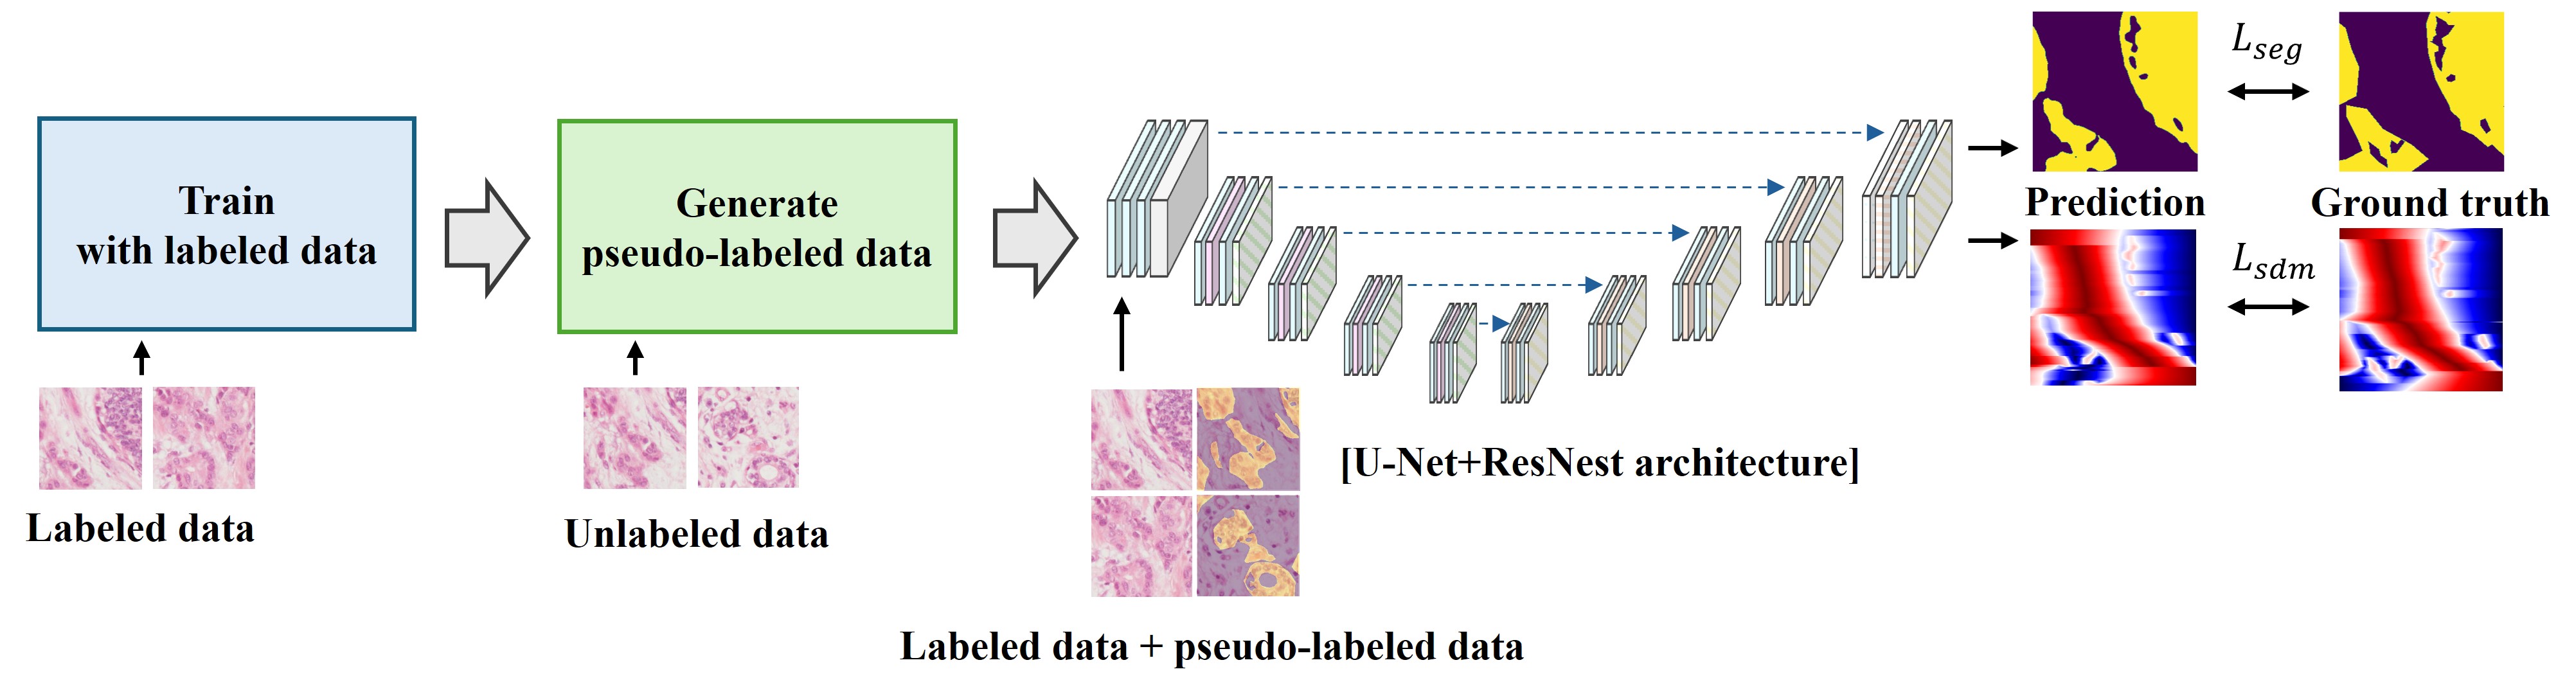 Train
with labeled data
Labeled data
Generate
pseudo-labeled data
Unlabeled data
Labeled data + pseudo-labeled data
[U-Net+ResNest architecture]
Prediction
L_{seg}
Ground truth
L_{sdm}